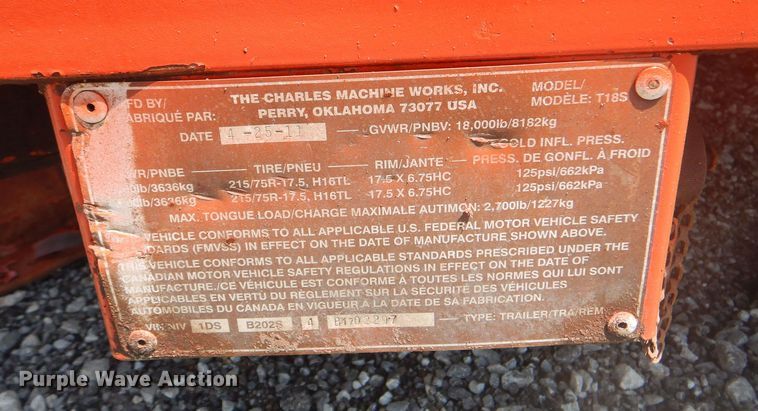 FD BY/ THE CHARLES MACHINE WORKS, INC. MODEL/
FABRIQUÉ PAR: PERRY, OKLAHOMA 73077 USA MODÈLE: T18S
DATE 4-25-11 GVWR/PNBV: 18,000lb/8182kg
COLD INFL. PRESS.
WR/PNBE TIRE/PNEU RIM/JANTE PRESS. DE GONFL. À FROID
lb/3636kg 215/75R-17.5, H16TL 17.5 X 6.75HC 125psi/662kPa
lb/3636kg 215/75R-17.5, H16TL 17.5 X 6.75HC 125psi/662kPa
MAX. TONGUE LOAD/CHARGE MAXIMALE AUTIMON: 2,700lb/1227kg
VEHICLE CONFORMS TO ALL APPLICABLE U.S. FEDERAL MOTOR VEHICLE SAFETY
STANDARDS (FMVSS) IN EFFECT ON THE DATE OF MANUFACTURE SHOWN ABOVE.
THIS VEHICLE CONFORMS TO ALL APPLICABLE STANDARDS PRESCRIBED UNDER THE
CANADIAN MOTOR VEHICLE SAFETY REGULATIONS IN EFFECT ON THE DATE OF
MANUFACTURE./CE VÉHICULE EST CONFORME À TOUTES LES NORMES QUI LUI SONT
APPLICABLES EN VERTU DU RÈGLEMENT SUR LA SÉCURITÉ DES VÉHICULES
AUTOMOBILES DU CANADA EN VIGUEUR À LA DATE DE SA FABRICATION.
VIN/NIV 1DS B202S 4 TYPE: TRAILER/TRA/REM
Purple Wave Auction